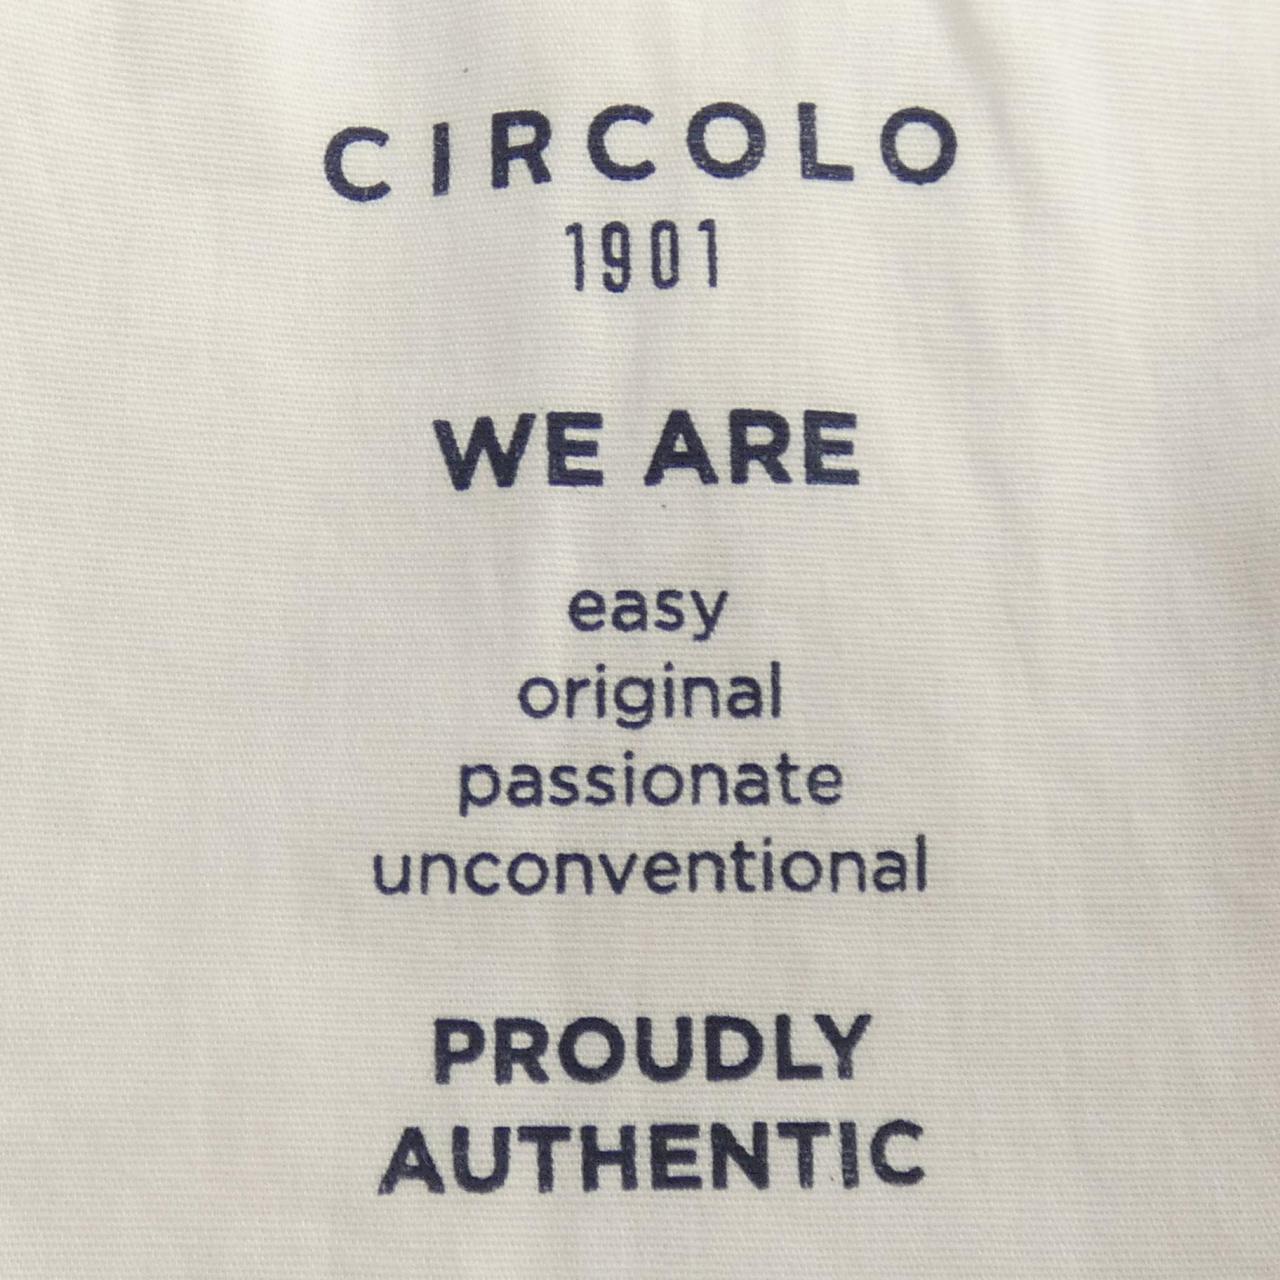 CIRCOLO
1901
WE ARE
easy
original
passionate
unconventional
PROUDLY
AUTHENTIC